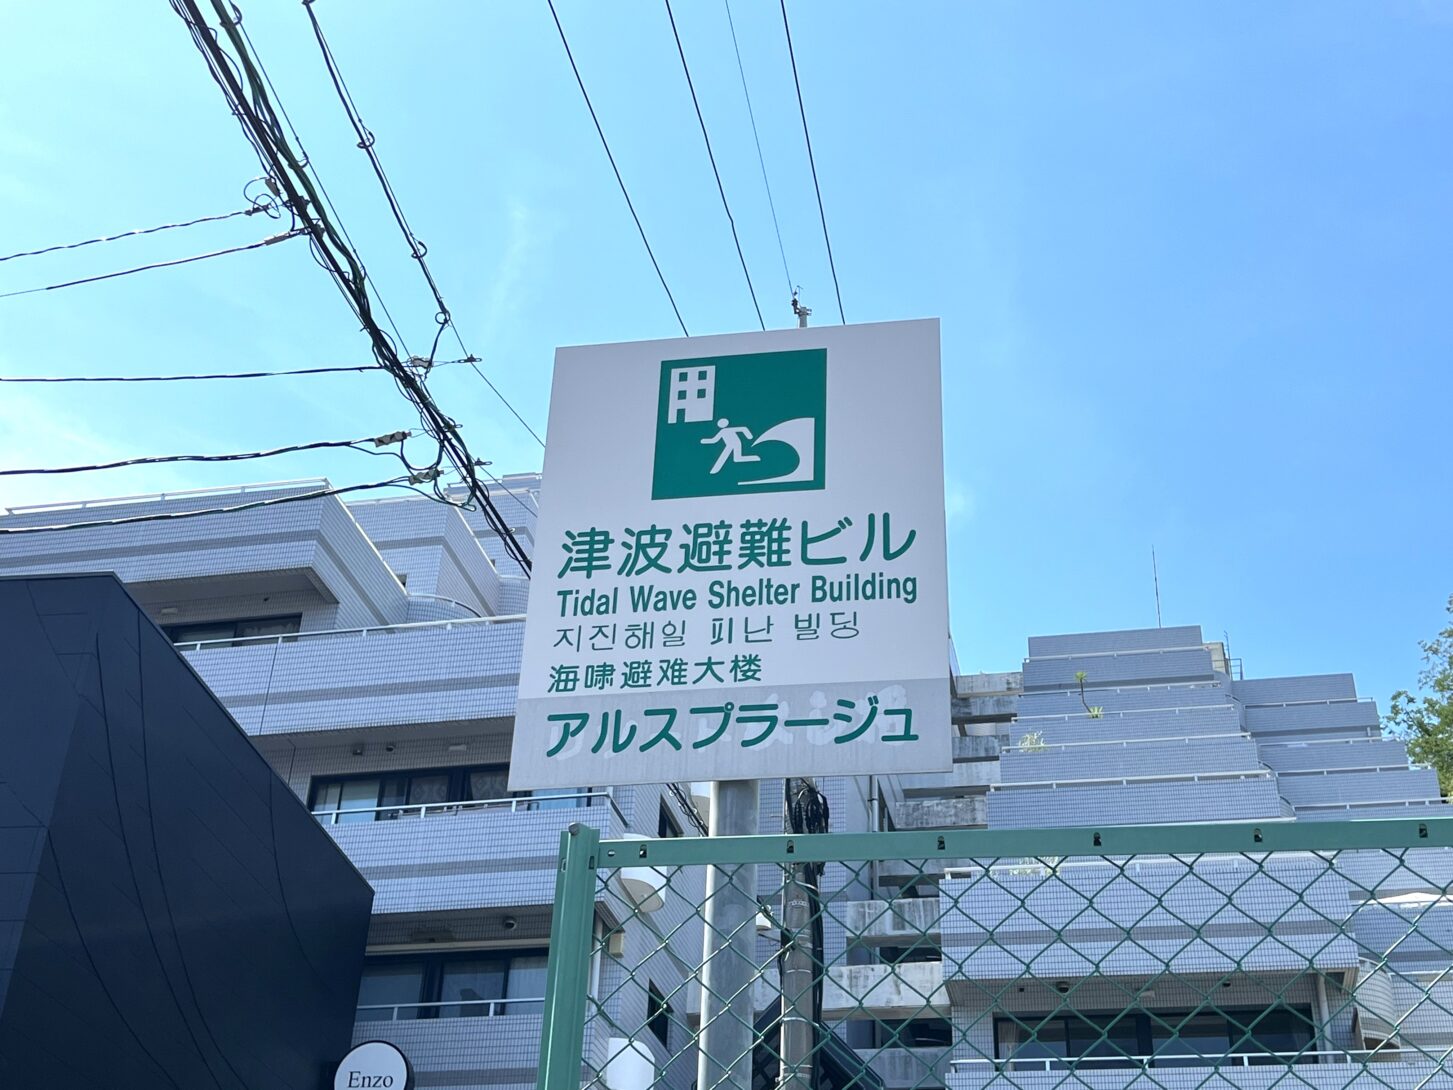 津波避難ビル
Tidal Wave Shelter Building
지진해일 피난 빌딩
海啸避难大楼
アルスプラージュ
Enzo